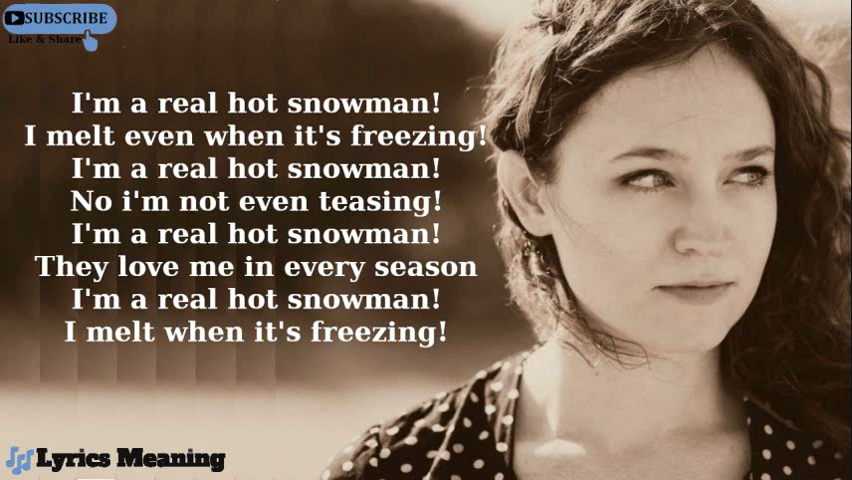 SUBSCRIBE
Like & Share
I'm a real hot snowman!
I melt even when it's freezing!
I'm a real hot snowman!
No i'm not even teasing!
I'm a real hot snowman!
They love me in every season
I'm a real hot snowman!
I melt when it's freezing!
Lyrics Meaning